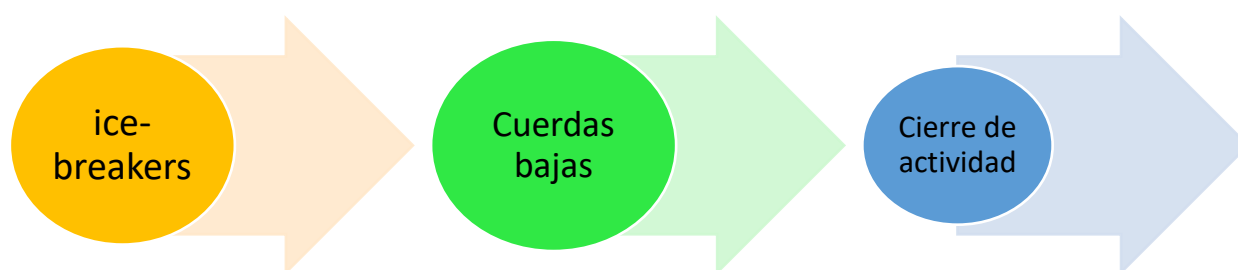 ice-
breakers
Cuerdas
bajas
Cierre de
actividad